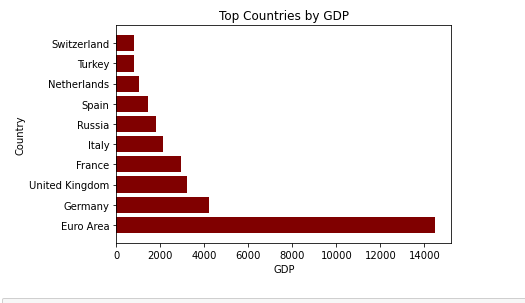 Top Countries by GDP
Country
Switzerland
Turkey
Netherlands
Spain
Russia
Italy
France
United Kingdom
Germany
Euro Area
0 2000 4000 6000 8000 10000 12000 14000
GDP